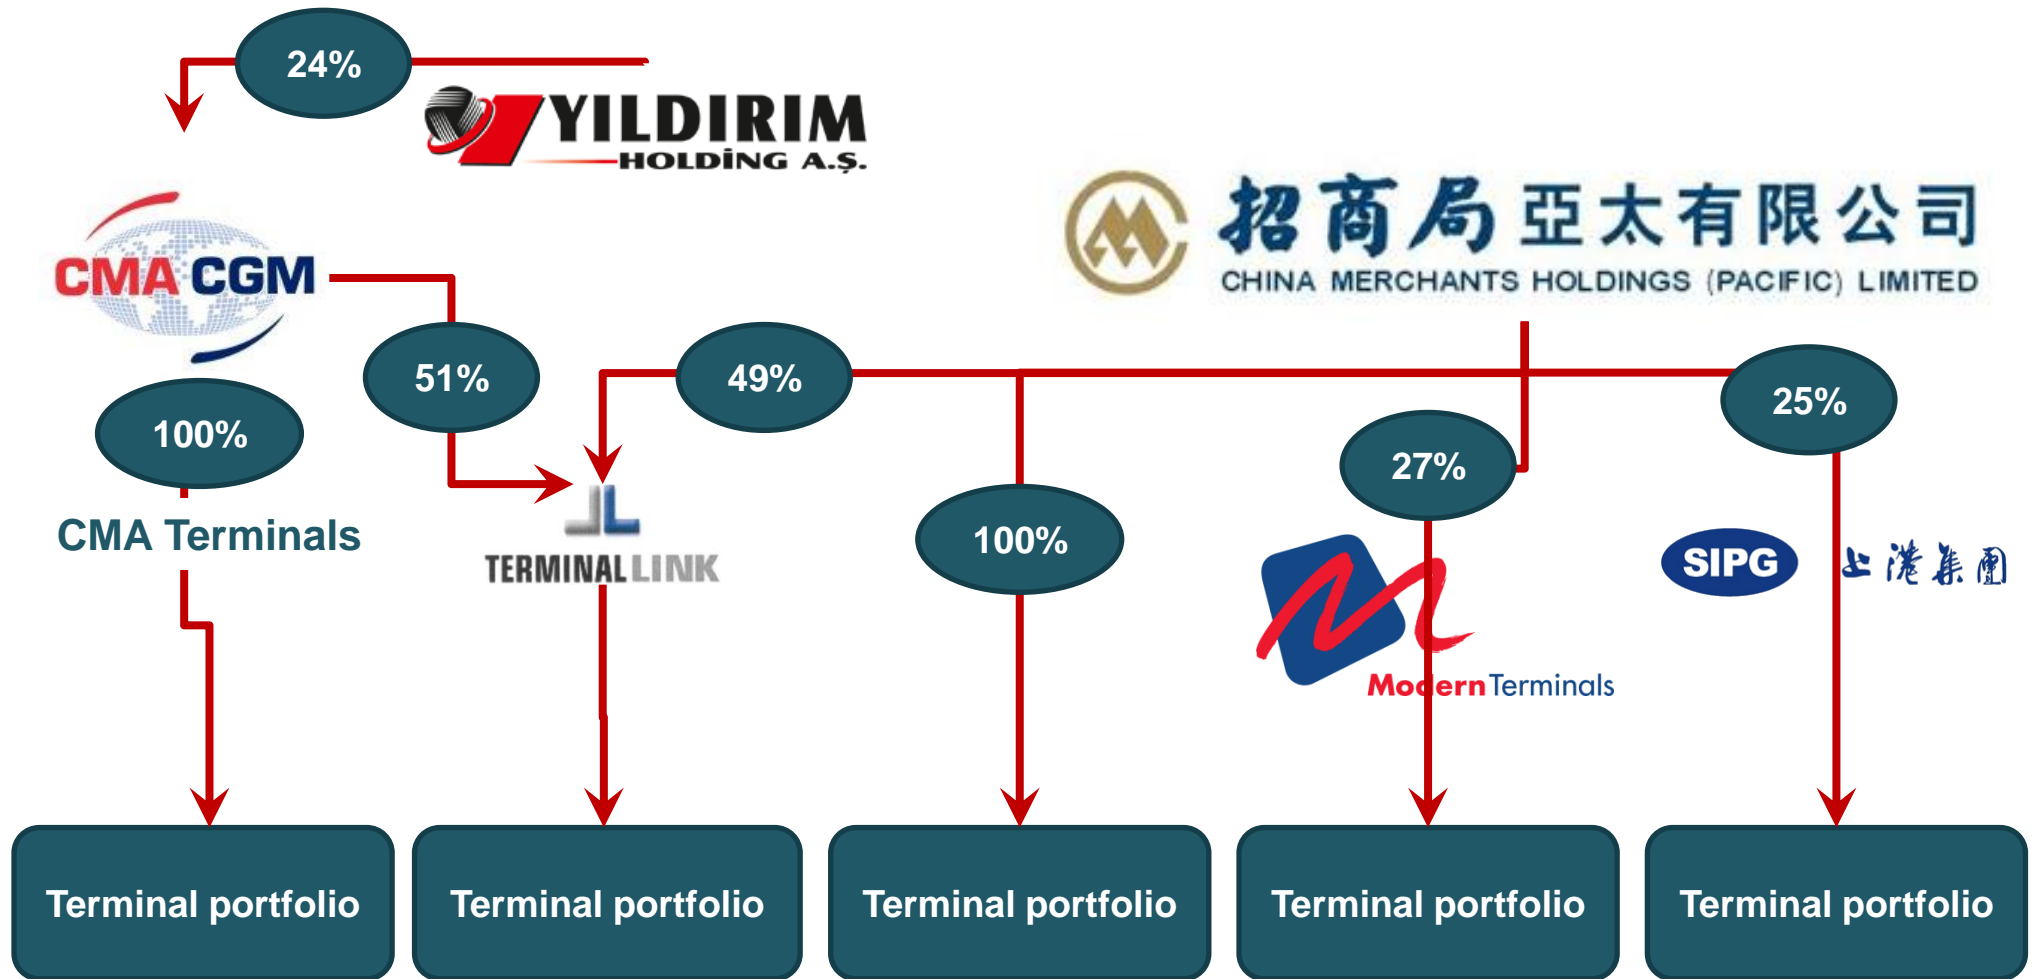 24%
YILDIRIM
HOLDİNG A.Ş.
招商局亞太有限公司
CHINA MERCHANTS HOLDINGS (PACIFIC) LIMITED
CMA CGM
51%
49%
25%
100%
27%
CMA Terminals
100%
TERMINAL LINK
SIPG 上港集團
Modern Terminals
Terminal portfolio
Terminal portfolio
Terminal portfolio
Terminal portfolio
Terminal portfolio